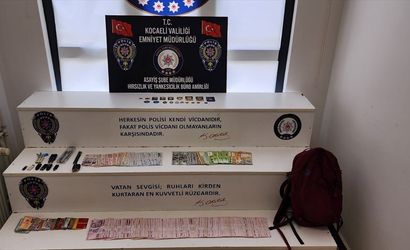 T.C.
KOCAELİ VALİLİĞİ
EMNİYET MÜDÜRLÜĞÜ
ASAYİŞ ŞUBE MÜDÜRLÜĞÜ
HIRSIZLIK VE YANKESİCİLİK BÜRO AMİRLİĞİ
HERKESİN POLİSİ KENDİ VİCDANIDIR,
FAKAT POLİS VİCDANI OLMAYANLARIN
KARŞISINDADIR.
VATAN SEVGİSİ; RUHLARI KİRDEN
KURTARAN EN KUVVETLİ RÜZGARDIR.